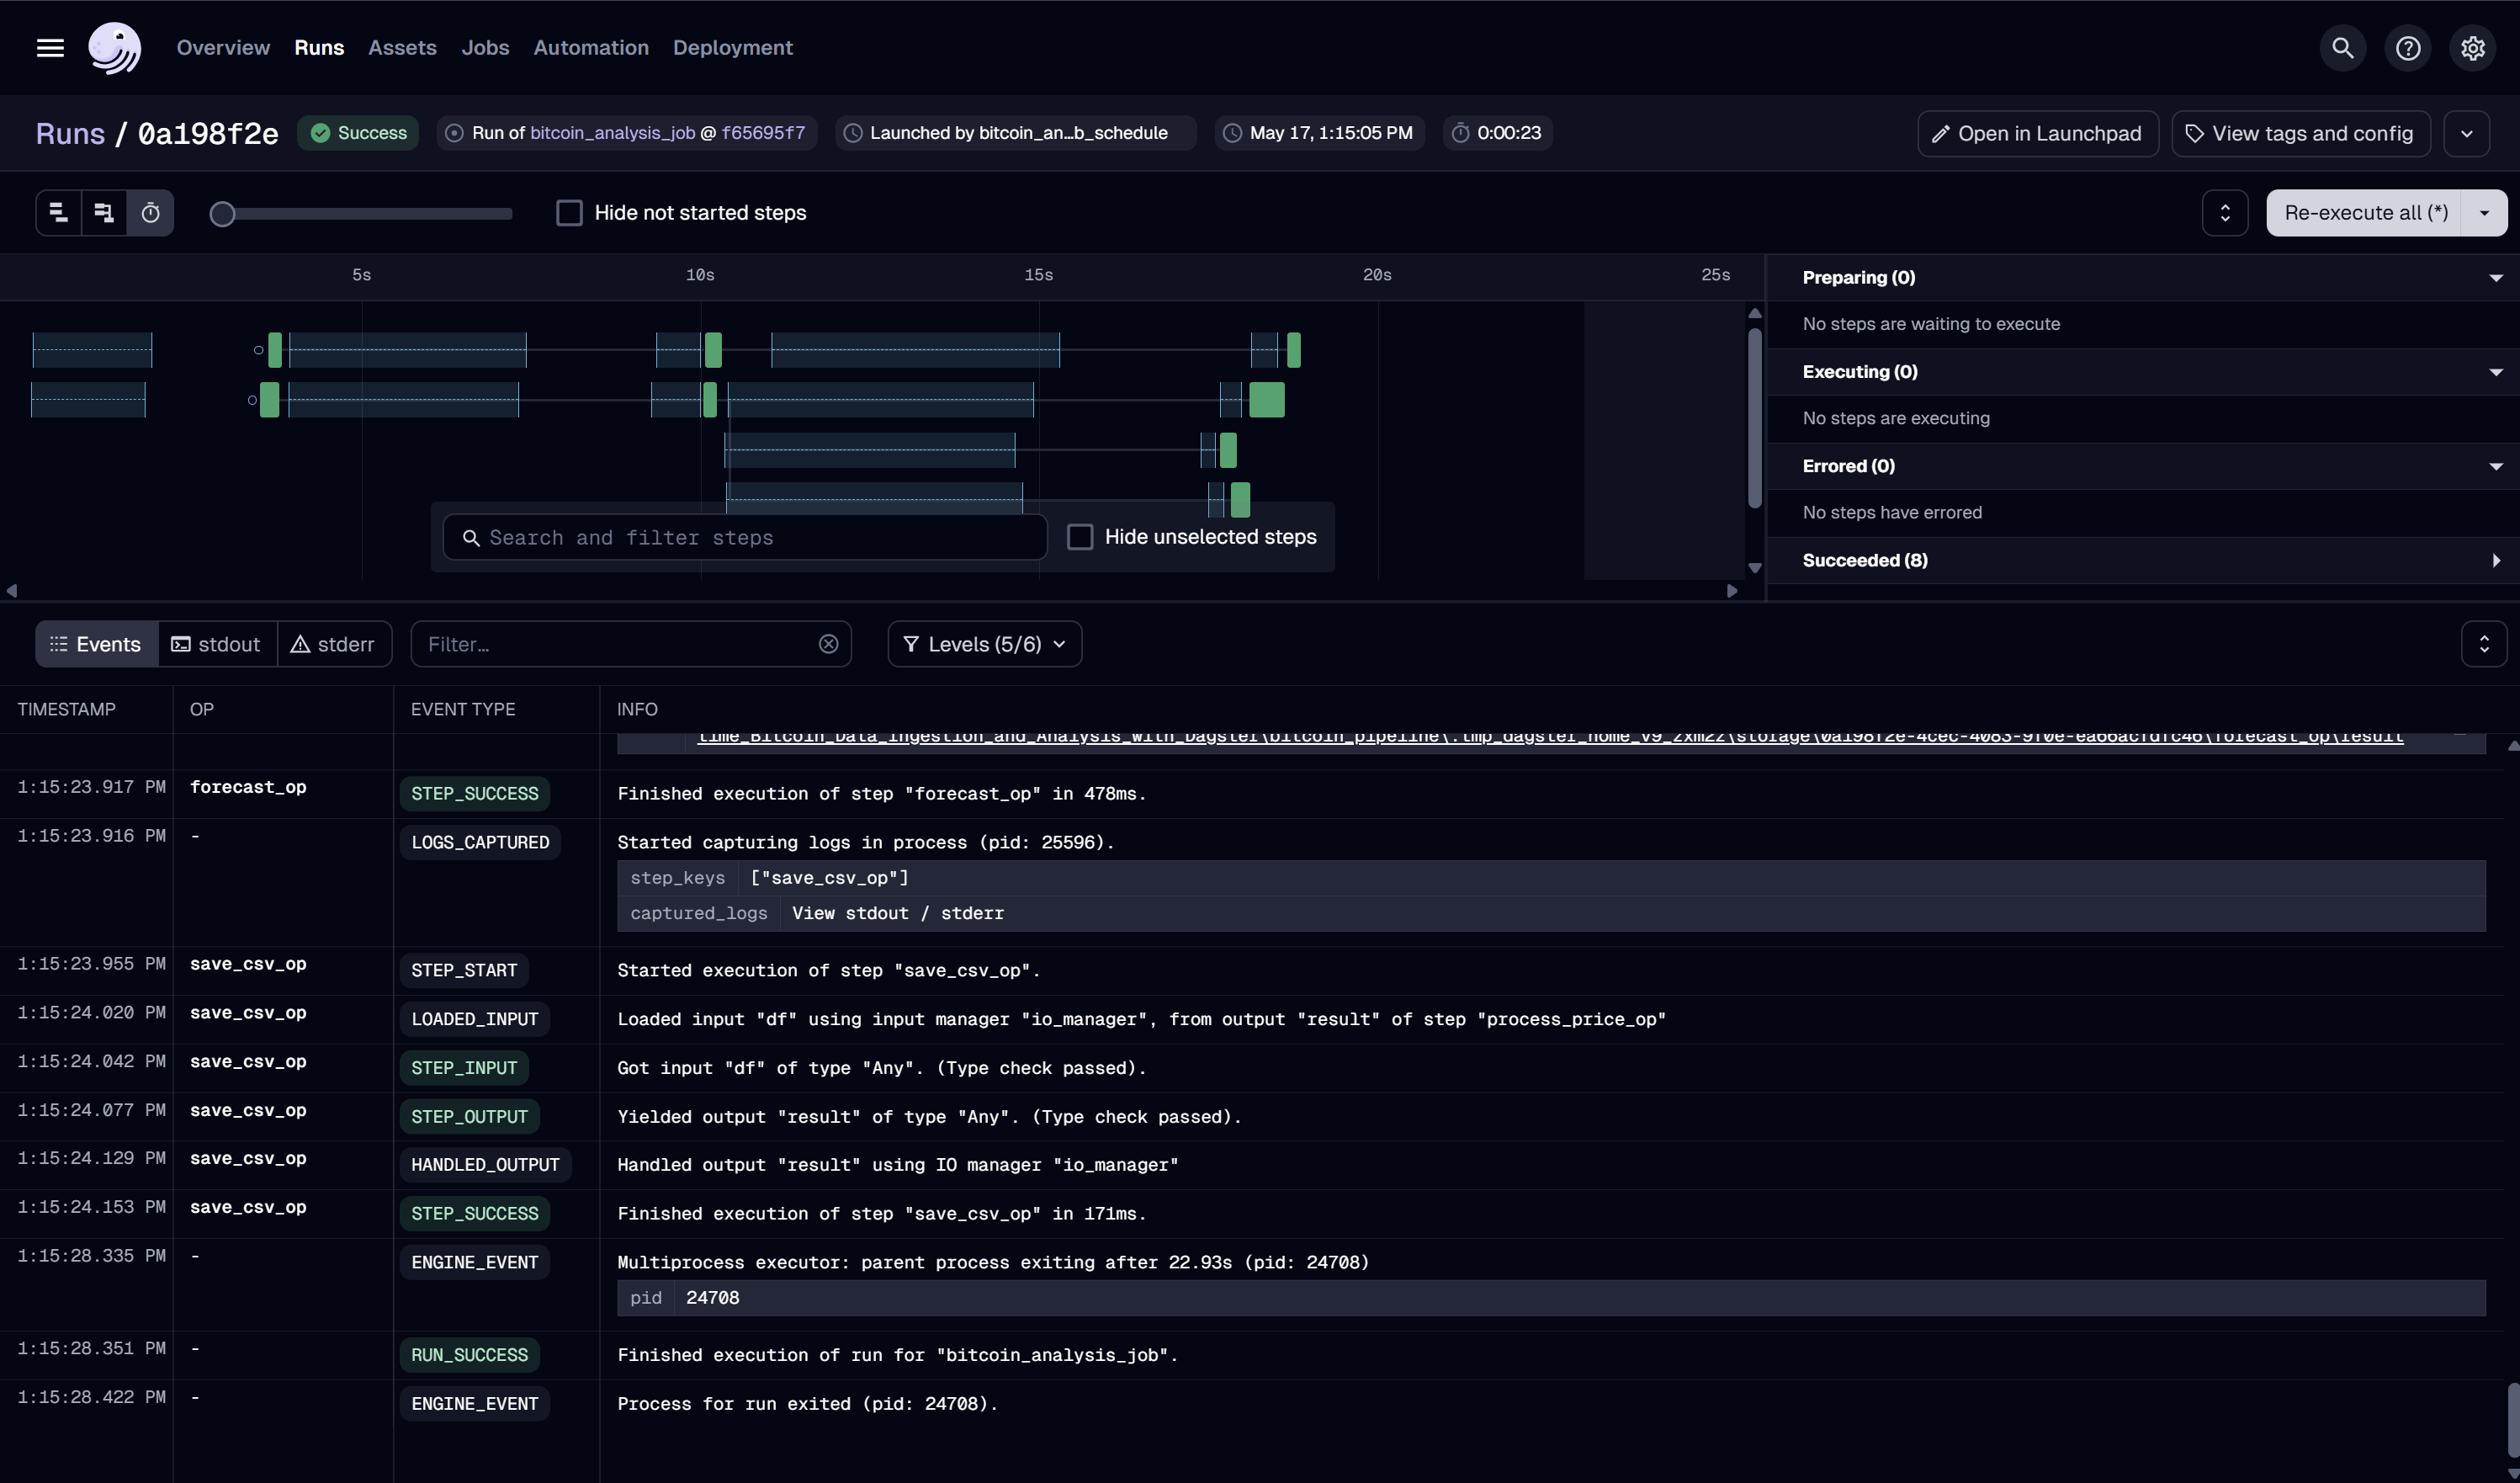 Overview Runs Assets Jobs Automation Deployment
Runs / 0a198f2e Success Run of bitcoin_analysis_job @ f65695f7 Launched by bitcoin_an...b_schedule May 17, 1:15:05 PM 0:00:23 Open in Launchpad View tags and config
Hide not started steps Re-execute all (*)
5s 10s 15s 20s 25s
Preparing (0)
No steps are waiting to execute
Executing (0)
No steps are executing
Errored (0)
No steps have errored
Succeeded (8)
Search and filter steps Hide unselected steps
Events stdout stderr Filter... Levels (5/6)
TIMESTAMP OP EVENT TYPE INFO
1:15:23.917 PM forecast_op STEP_SUCCESS Finished execution of step "forecast_op" in 478ms.
1:15:23.916 PM - LOGS_CAPTURED Started capturing logs in process (pid: 25596).
step_keys ["save_csv_op"]
captured_logs View stdout / stderr
1:15:23.955 PM save_csv_op STEP_START Started execution of step "save_csv_op".
1:15:24.020 PM save_csv_op LOADED_INPUT Loaded input "df" using input manager "io_manager", from output "result" of step "process_price_op"
1:15:24.042 PM save_csv_op STEP_INPUT Got input "df" of type "Any". (Type check passed).
1:15:24.077 PM save_csv_op STEP_OUTPUT Yielded output "result" of type "Any". (Type check passed).
1:15:24.129 PM save_csv_op HANDLED_OUTPUT Handled output "result" using IO manager "io_manager"
1:15:24.153 PM save_csv_op STEP_SUCCESS Finished execution of step "save_csv_op" in 171ms.
1:15:28.335 PM - ENGINE_EVENT Multiprocess executor: parent process exiting after 22.93s (pid: 24708)
pid 24708
1:15:28.351 PM - RUN_SUCCESS Finished execution of run for "bitcoin_analysis_job".
1:15:28.422 PM - ENGINE_EVENT Process for run exited (pid: 24708).